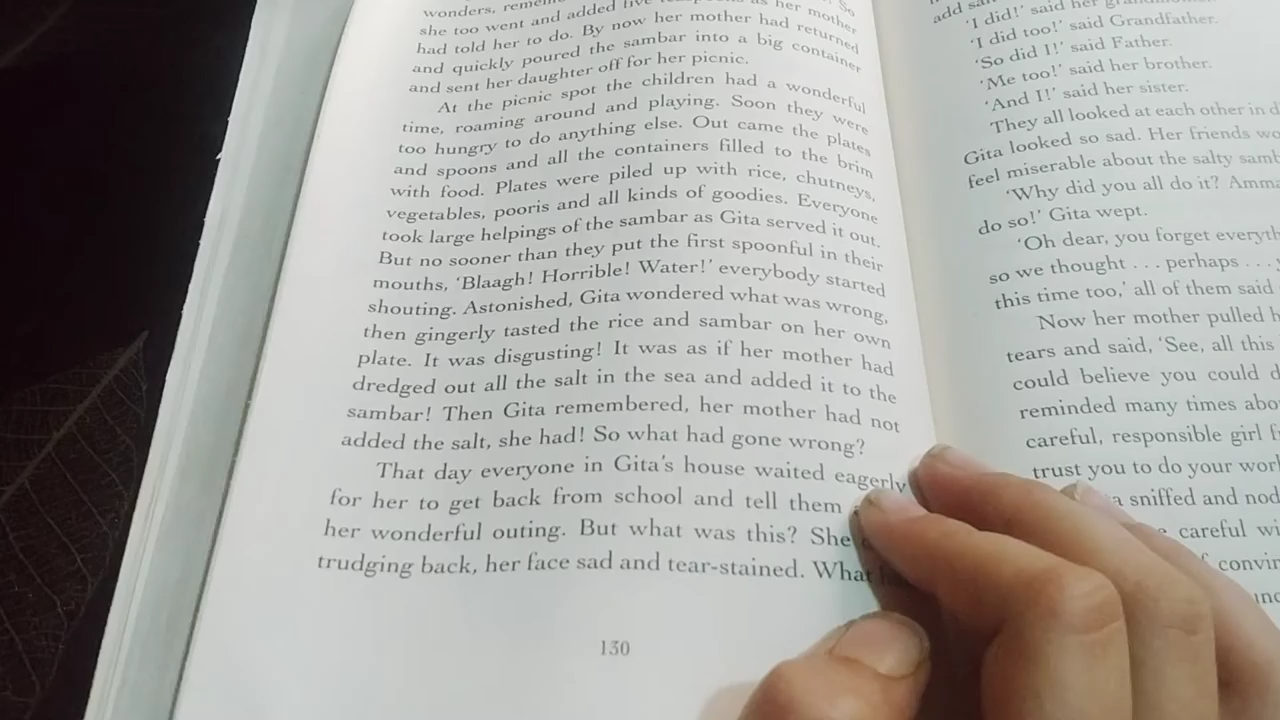 wonders, So
she too went and added as her mother
had told her to do. By now her mother had returned
and quickly poured the sambar into a big container
and sent her daughter off for her picnic.
At the picnic spot the children had a wonderful
time, roaming around and playing. Soon they were
too hungry to do anything else. Out came the plates
and spoons and all the containers filled to the brim
with food. Plates were piled up with rice, chutneys,
vegetables, pooris and all kinds of goodies. Everyone
took large helpings of the sambar as Gita served it out.
But no sooner than they put the first spoonful in their
mouths, ‘Blaagh! Horrible! Water!’ everybody started
shouting. Astonished, Gita wondered what was wrong,
then gingerly tasted the rice and sambar on her own
plate. It was disgusting! It was as if her mother had
dredged out all the salt in the sea and added it to the
sambar! Then Gita remembered, her mother had not
added the salt, she had! So what had gone wrong?
That day everyone in Gita’s house waited eagerly
for her to get back from school and tell them
her wonderful outing. But what was this? She
trudging back, her face sad and tear-stained. What
130
add
‘I did!’ said her
‘I did too!’ said Grandfather.
‘So did I!’ said Father.
‘Me too!’ said her brother.
‘And I!’ said her sister.
They all looked at each other in
Gita looked so sad. Her friends
feel miserable about the salty
‘Why did you all do it?
do so!’ Gita wept.
‘Oh dear, you forget
so we thought . . . perhaps . . .
this time too,’ all of them said
Now her mother pulled
tears and said, ‘See, all this
could believe you could
reminded many times
careful, responsible girl
trust you to do your
sniffed and
careful